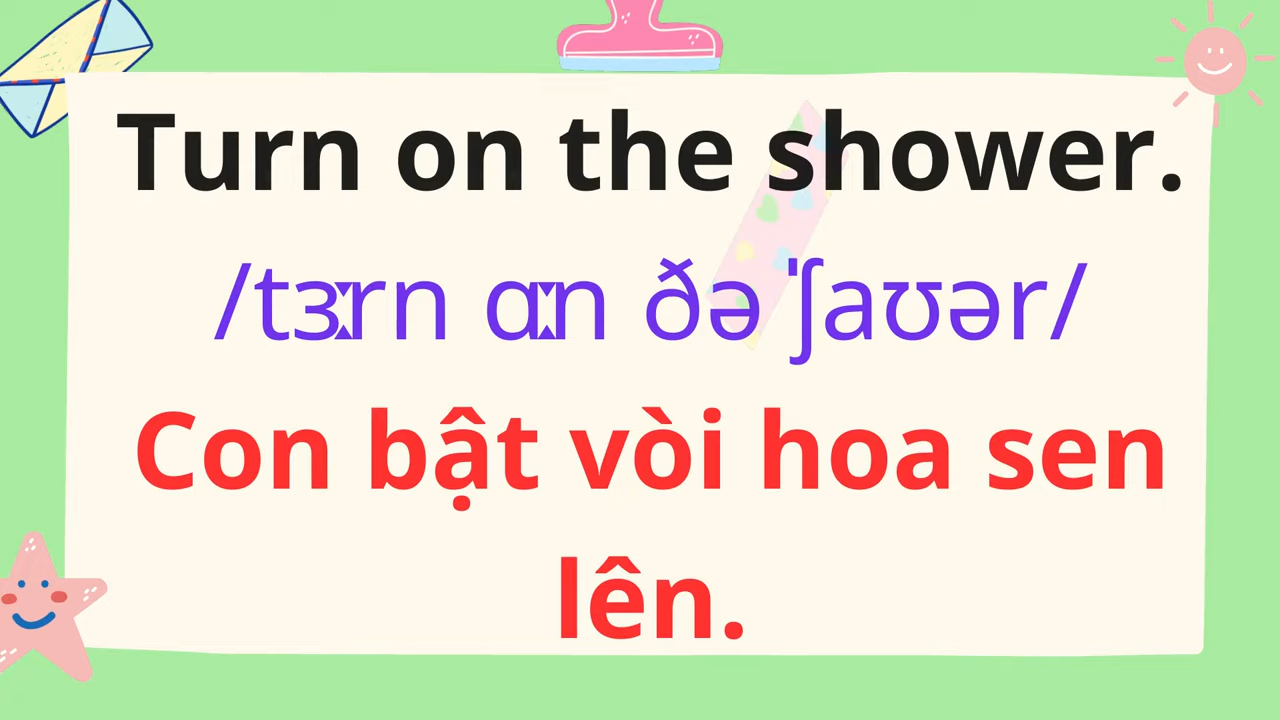 Turn on the shower.
/tɜːrn ɑːn ðə ˈʃaʊər/
Con bật vòi hoa sen
lên.